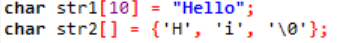 char str1[10] = "Hello";
char str2[] = {'H', 'i', '\0'};